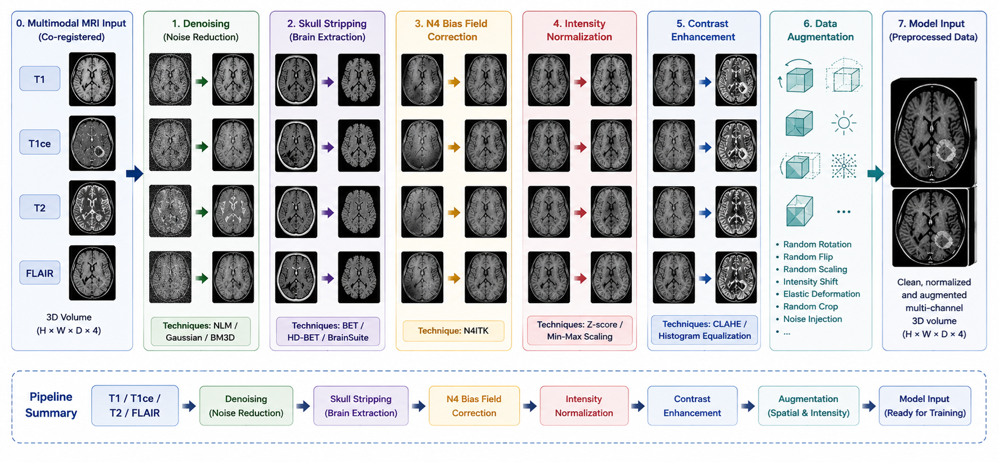 0. Multimodal MRI Input
(Co-registered)
T1
T1ce
T2
FLAIR
3D Volume
(H × W × D × 4)
1. Denoising
(Noise Reduction)
Techniques: NLM /
Gaussian / BM3D
2. Skull Stripping
(Brain Extraction)
Techniques: BET /
HD-BET / BrainSuite
3. N4 Bias Field
Correction
Technique: N4ITK
4. Intensity
Normalization
Techniques: Z-score /
Min-Max Scaling
5. Contrast
Enhancement
Techniques: CLAHE /
Histogram Equalization
6. Data
Augmentation
...
• Random Rotation
• Random Flip
• Random Scaling
• Intensity Shift
• Elastic Deformation
• Random Crop
• Noise Injection
• ...
7. Model Input
(Preprocessed Data)
Clean, normalized
and augmented
multi-channel
3D volume
(H × W × D × 4)
Pipeline
Summary
T1 / T1ce /
T2 / FLAIR
Denoising
(Noise Reduction)
Skull Stripping
(Brain Extraction)
N4 Bias Field
Correction
Intensity
Normalization
Contrast
Enhancement
Augmentation
(Spatial & Intensity)
Model Input
(Ready for Training)